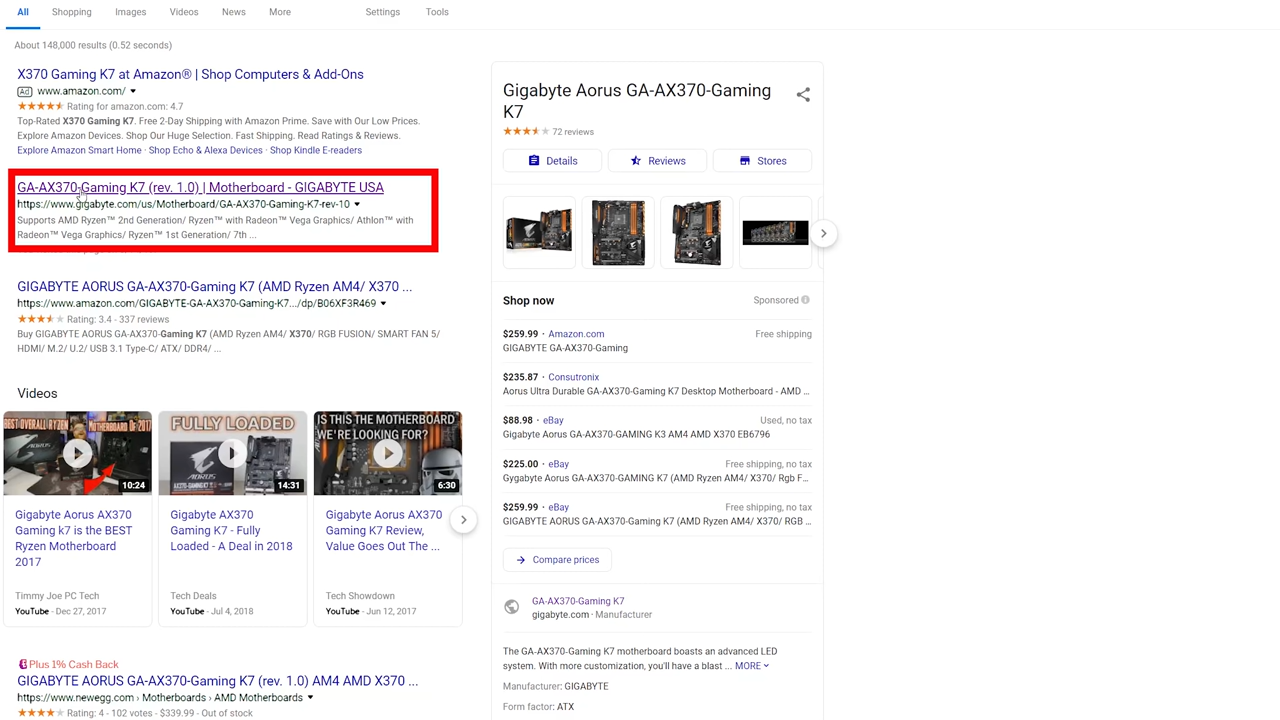 All
Shopping
Images
Videos
News
More
Settings
Tools
About 148,000 results (0.52 seconds)
X370 Gaming K7 at Amazon® | Shop Computers & Add-Ons
Ad www.amazon.com/
Rating for amazon.com: 4.7
Top-Rated X370 Gaming K7. Free 2-Day Shipping with Amazon Prime. Save with Our Low Prices.
Explore Amazon Devices. Shop Our Huge Selection. Fast Shipping. Read Ratings & Reviews.
Explore Amazon Smart Home · Shop Echo & Alexa Devices · Shop Kindle E-readers
GA-AX370-Gaming K7 (rev. 1.0) | Motherboard - GIGABYTE USA
https://www.gigabyte.com/us/Motherboard/GA-AX370-Gaming-K7-rev-10
Supports AMD Ryzen™ 2nd Generation/ Ryzen™ with Radeon™ Vega Graphics/ Athlon™ with
Radeon™ Vega Graphics/ Ryzen™ 1st Generation/ 7th ...
GIGABYTE AORUS GA-AX370-Gaming K7 (AMD Ryzen AM4/ X370 ...
https://www.amazon.com/GIGABYTE-GA-AX370-Gaming-K7.../dp/B06XF3R469
Rating: 3.4 - 337 reviews
Buy GIGABYTE AORUS GA-AX370-Gaming K7 (AMD Ryzen AM4/ X370/ RGB FUSION/ SMART FAN 5/
HDMI/ M.2/ U.2/ USB 3.1 Type-C/ ATX/ DDR4/ ...
Videos
BEST OVERALL RYZEN MOTHERBOARD OF 2017
AORUS
10:24
FULLY LOADED
AORUS
14:31
IS THIS THE MOTHERBOARD
WE'RE LOOKING FOR?
6:30
Gigabyte Aorus AX370
Gaming k7 is the BEST
Ryzen Motherboard
2017
Timmy Joe PC Tech
YouTube - Dec 27, 2017
Gigabyte AX370
Gaming K7 - Fully
Loaded - A Deal in 2018
Tech Deals
YouTube - Jul 4, 2018
Gigabyte Aorus AX370
Gaming K7 Review,
Value Goes Out The ...
Tech Showdown
YouTube - Jun 12, 2017
Plus 1% Cash Back
GIGABYTE AORUS GA-AX370-Gaming K7 (rev. 1.0) AM4 AMD X370 ...
https://www.newegg.com › Motherboards › AMD Motherboards
Rating: 4 - 102 votes - $339.99 - Out of stock
Gigabyte Aorus GA-AX370-Gaming
K7
72 reviews
Details
Reviews
Stores
Shop now
Sponsored
$259.99 · Amazon.com Free shipping
GIGABYTE GA-AX370-Gaming
$235.87 · Consutronix
Aorus Ultra Durable GA-AX370-Gaming K7 Desktop Motherboard - AMD ...
$88.98 · eBay Used, no tax
Gigabyte Aorus GA-AX370-GAMING K3 AM4 AMD X370 EB6796
$225.00 · eBay Free shipping, no tax
Gygabyte Aorus GA-AX370-GAMING K7 (AMD Ryzen AM4/ X370/ Rgb F...
$259.99 · eBay Free shipping, no tax
GIGABYTE AORUS GA-AX370-Gaming K7 (AMD Ryzen AM4/ X370/ RGB ...
Compare prices
GA-AX370-Gaming K7
gigabyte.com · Manufacturer
The GA-AX370-Gaming K7 motherboard boasts an advanced LED
system. With more customization, you'll have a blast ... MORE
Manufacturer: GIGABYTE
Form factor: ATX